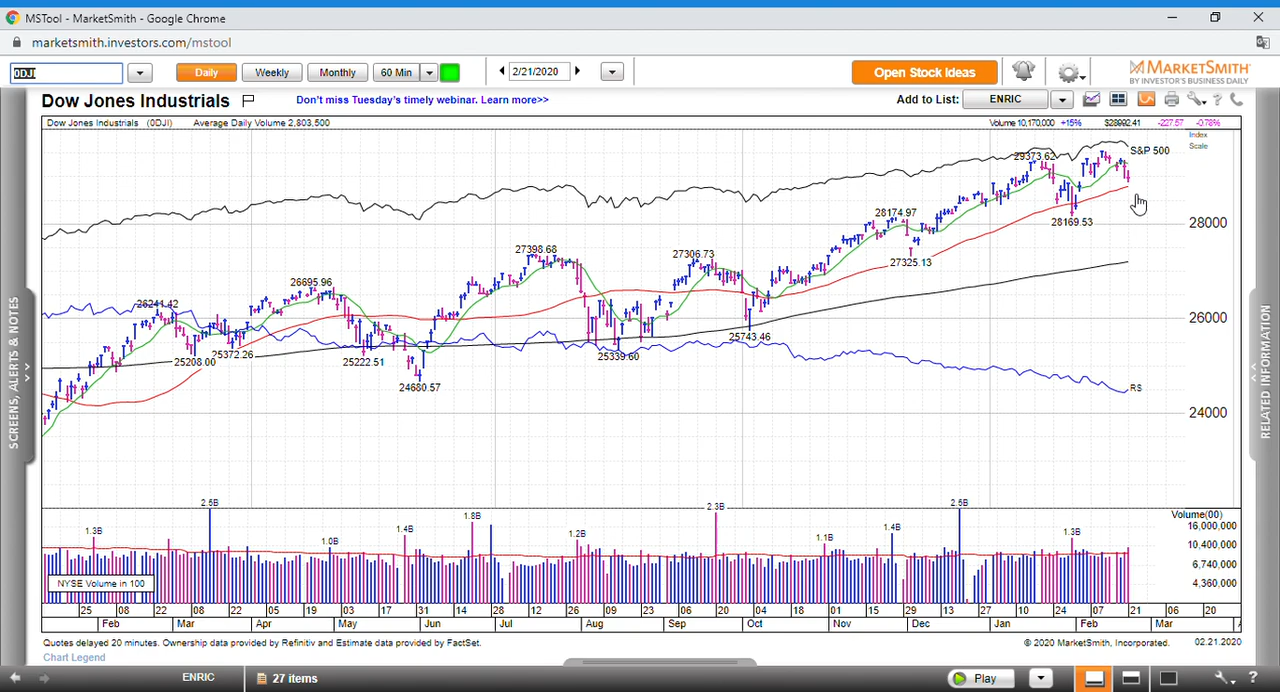 MSTool - MarketSmith - Google Chrome
marketsmith.investors.com/mstool
0DJI Daily Weekly Monthly 60 Min 2/21/2020 Open Stock Ideas MARKETSMITH
BY INVESTOR'S BUSINESS DAILY
Dow Jones Industrials Don't miss Tuesday's timely webinar. Learn more>> Add to List: ENRIC ?
Dow Jones Industrials (0DJI) Average Daily Volume 2,803,500 Volume 10,170,000 +15% $28992.41 -227.57 -0.78%
Index
Scale
S&P 500
29373.62
28174.97
28169.53
28000
27398.68
27306.73
27325.13
26695.96
26241.42
26000
25743.46
25208.00
25372.26
25222.51
25339.60
24680.57
RS
24000
2.5B 2.3B 2.5B
1.3B 1.0B 1.4B 1.8B 1.2B 1.1B 1.4B 1.3B
Volume(00)
16,000,000
10,400,000
6,740,000
4,360,000
NYSE Volume in 100
25 08 22 08 22 05 19 03 17 31 14 28 12 26 09 23 06 20 04 18 01 15 29 13 27 10 24 07 21 06 20
Feb Mar Apr May Jun Jul Aug Sep Oct Nov Dec Jan Feb Mar A
Quotes delayed 20 minutes. Ownership data provided by Refinitiv and Estimate data provided by FactSet. © 2020 MarketSmith, Incorporated. 02.21.2020
Chart Legend
SCREENS, ALERTS & NOTES
RELATED INFORMATION
ENRIC 27 items Play ?